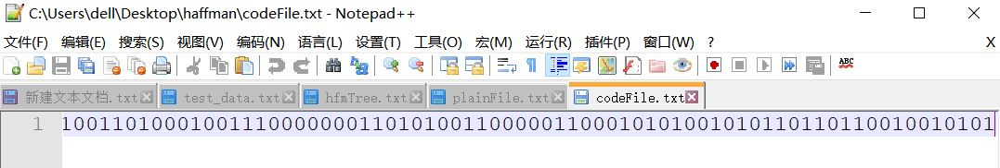 C:\Users\dell\Desktop\haffman\codeFile.txt - Notepad++
文件(F) 编辑(E) 搜索(S) 视图(V) 编码(N) 语言(L) 设置(T) 工具(O) 宏(M) 运行(R) 插件(P) 窗口(W) ? X
ABC
新建文本文档.txt test_data.txt hfmTree.txt plainFile.txt codeFile.txt
1 100110100010011100000001101010011000001100010101001010110110110010010101